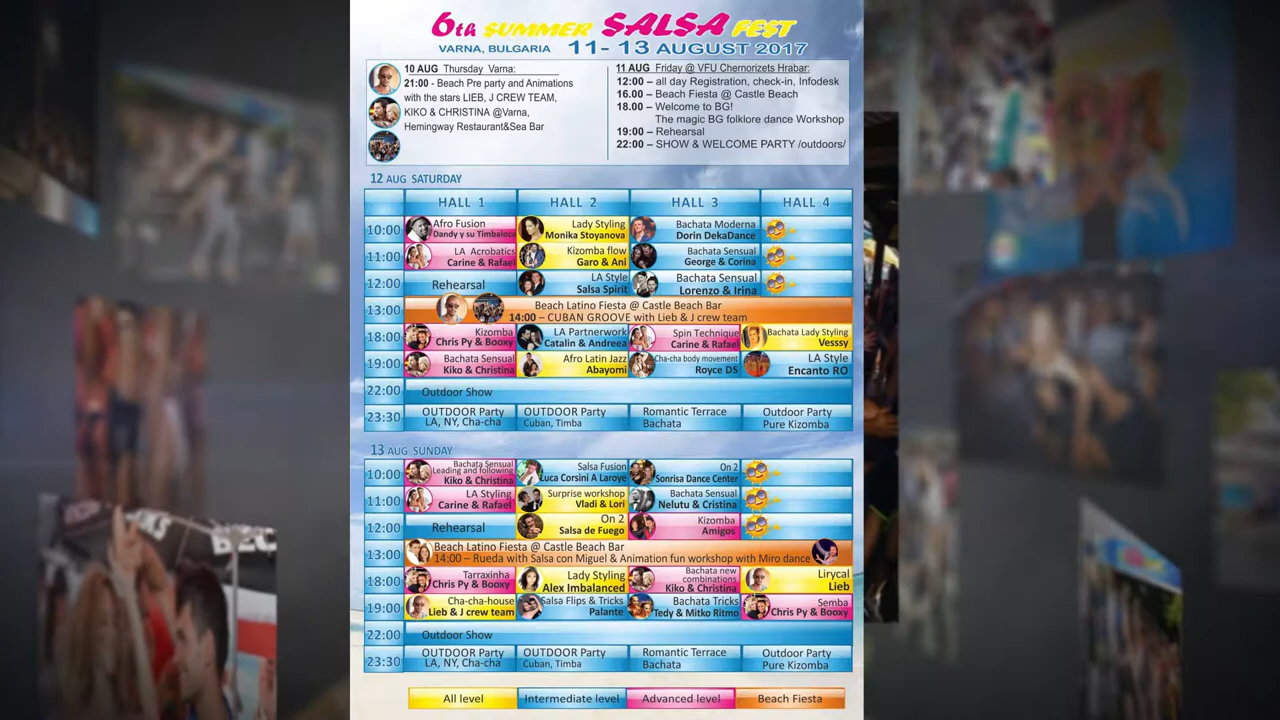 6th SUMMER SALSA FEST
VARNA, BULGARIA 11- 13 AUGUST 2017
10 AUG Thursday Varna:
21:00 - Beach Pre party and Animations
with the stars LIEB, J CREW TEAM,
KIKO & CHRISTINA @Varna,
Hemingway Restaurant&Sea Bar
11 AUG Friday @ VFU Chernorizets Hrabar:
12:00 – all day Registration, check-in, Infodesk
16.00 – Beach Fiesta @ Castle Beach
18.00 – Welcome to BG!
The magic BG folklore dance Workshop
19:00 – Rehearsal
22:00 – SHOW & WELCOME PARTY /outdoors/
12 AUG SATURDAY
HALL 1 HALL 2 HALL 3 HALL 4
10:00 Afro Fusion Lady Styling Bachata Moderna
Dandy y su Timbaloca Monika Stoyanova Dorin DekaDance
11:00 LA Acrobatics Kizomba flow Bachata Sensual
Carine & Rafael Garo & Ani George & Corina
12:00 Rehearsal LA Style Bachata Sensual
Salsa Spirit Lorenzo & Irina
13:00 Beach Latino Fiesta @ Castle Beach Bar
14:00 – CUBAN GROOVE with Lieb & J crew team
18:00 Kizomba LA Partnerwork Spin Technique Bachata Lady Styling
Chris Py & Booxy Catalin & Andreea Carine & Rafael Vesssy
19:00 Bachata Sensual Afro Latin Jazz Cha-cha body movement LA Style
Kiko & Christina Abayomi Royce DS Encanto RO
22:00 Outdoor Show
23:30 OUTDOOR Party OUTDOOR Party Romantic Terrace Outdoor Party
LA, NY, Cha-cha Cuban, Timba Bachata Pure Kizomba
13 AUG SUNDAY
10:00 Bachata Sensual Leading and following Salsa Fusion On 2
Kiko & Christina Luca Corsini A Laroye Sonrisa Dance Center
11:00 LA Styling Surprise workshop Bachata Sensual
Carine & Rafael Vladi & Lori Nelutu & Cristina
12:00 Rehearsal On 2 Kizomba
Salsa de Fuego Amigos
13:00 Beach Latino Fiesta @ Castle Beach Bar
14:00 – Rueda with Salsa con Miguel & Animation fun workshop with Miro dance
18:00 Tarraxinha Lady Styling Bachata new combinations Lirycal
Chris Py & Booxy Alex Imbalanced Kiko & Christina Lieb
19:00 Cha-cha-house Salsa Flips & Tricks Bachata Tricks Semba
Lieb & J crew team Palante Tedy & Mitko Ritmo Chris Py & Booxy
22:00 Outdoor Show
23:30 OUTDOOR Party OUTDOOR Party Romantic Terrace Outdoor Party
LA, NY, Cha-cha Cuban, Timba Bachata Pure Kizomba
All level Intermediate level Advanced level Beach Fiesta